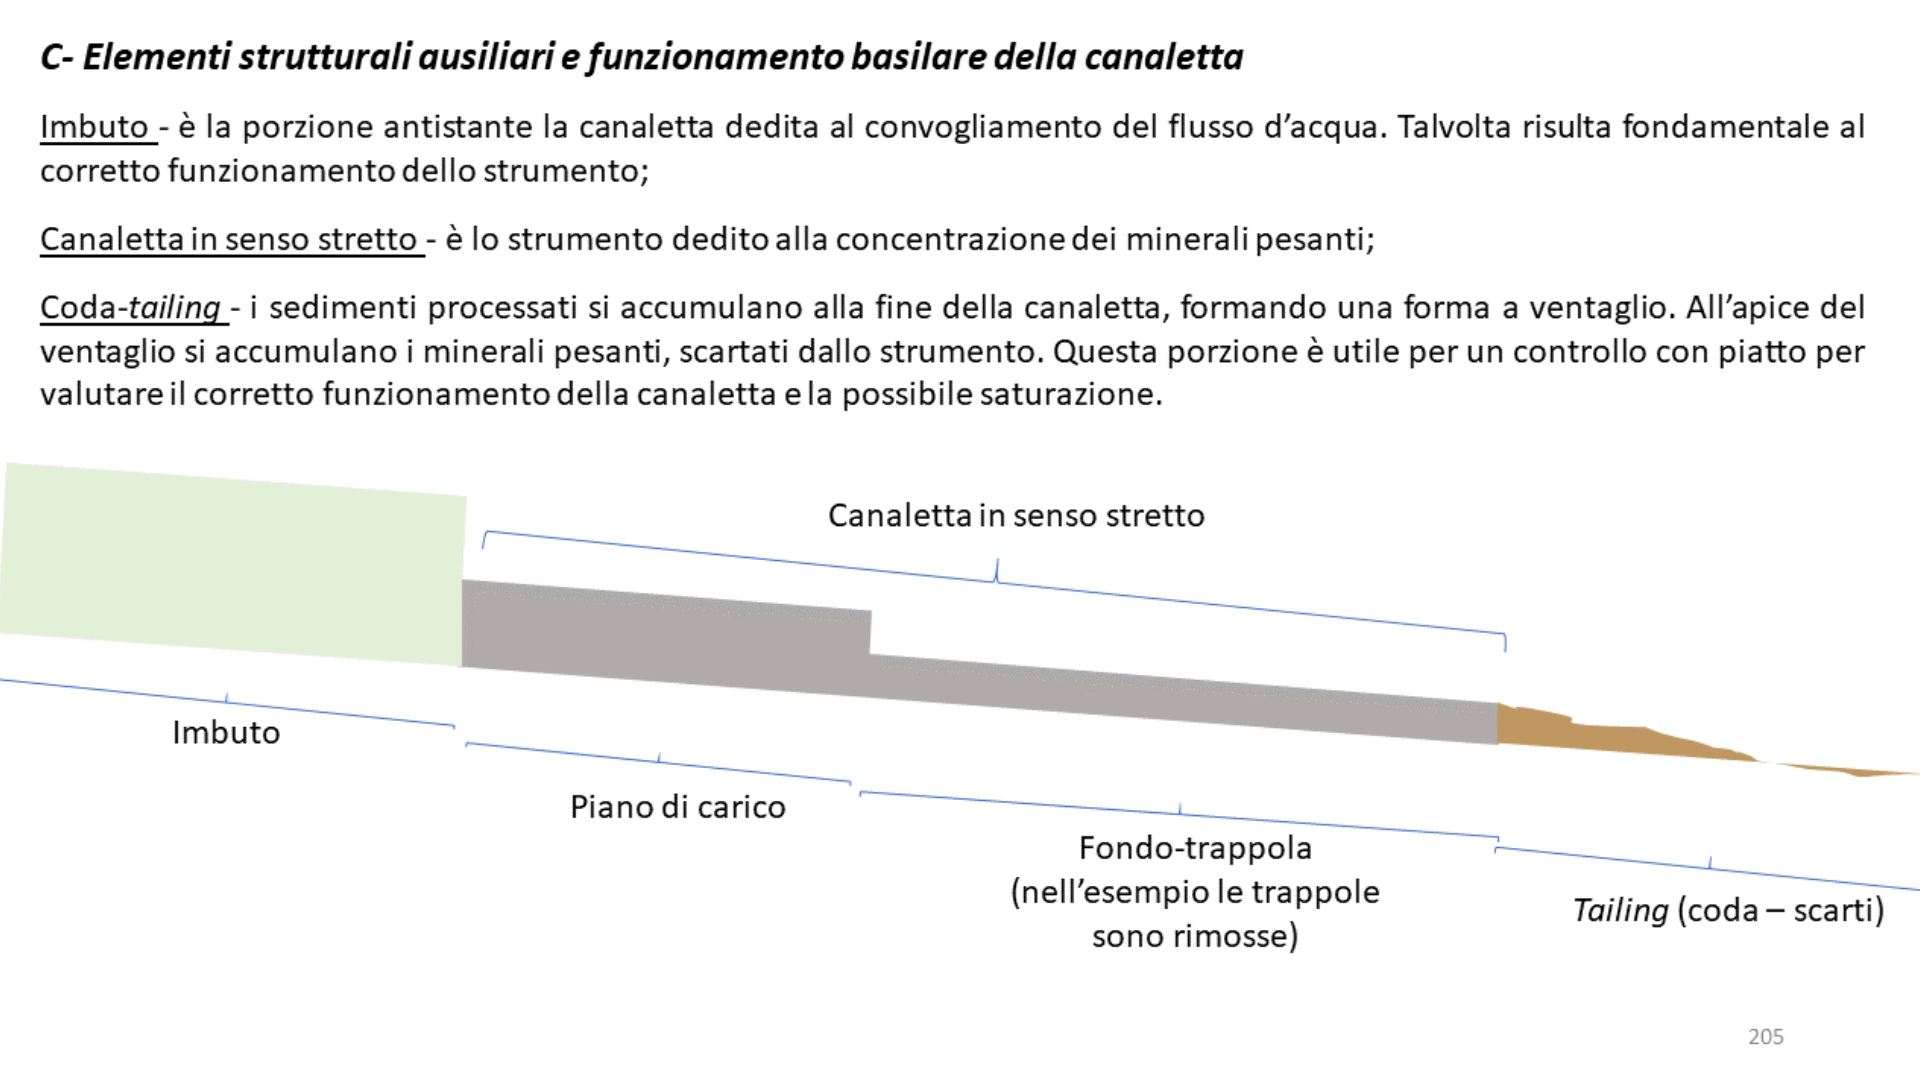 C- Elementi strutturali ausiliari e funzionamento basilare della canaletta
Imbuto - è la porzione antistante la canaletta dedita al convogliamento del flusso d’acqua. Talvolta risulta fondamentale al
corretto funzionamento dello strumento;
Canaletta in senso stretto - è lo strumento dedito alla concentrazione dei minerali pesanti;
Coda-tailing - i sedimenti processati si accumulano alla fine della canaletta, formando una forma a ventaglio. All’apice del
ventaglio si accumulano i minerali pesanti, scartati dallo strumento. Questa porzione è utile per un controllo con piatto per
valutare il corretto funzionamento della canaletta e la possibile saturazione.
Canaletta in senso stretto
Imbuto
Piano di carico
Fondo-trappola
(nell’esempio le trappole
sono rimosse)
Tailing (coda – scarti)
205